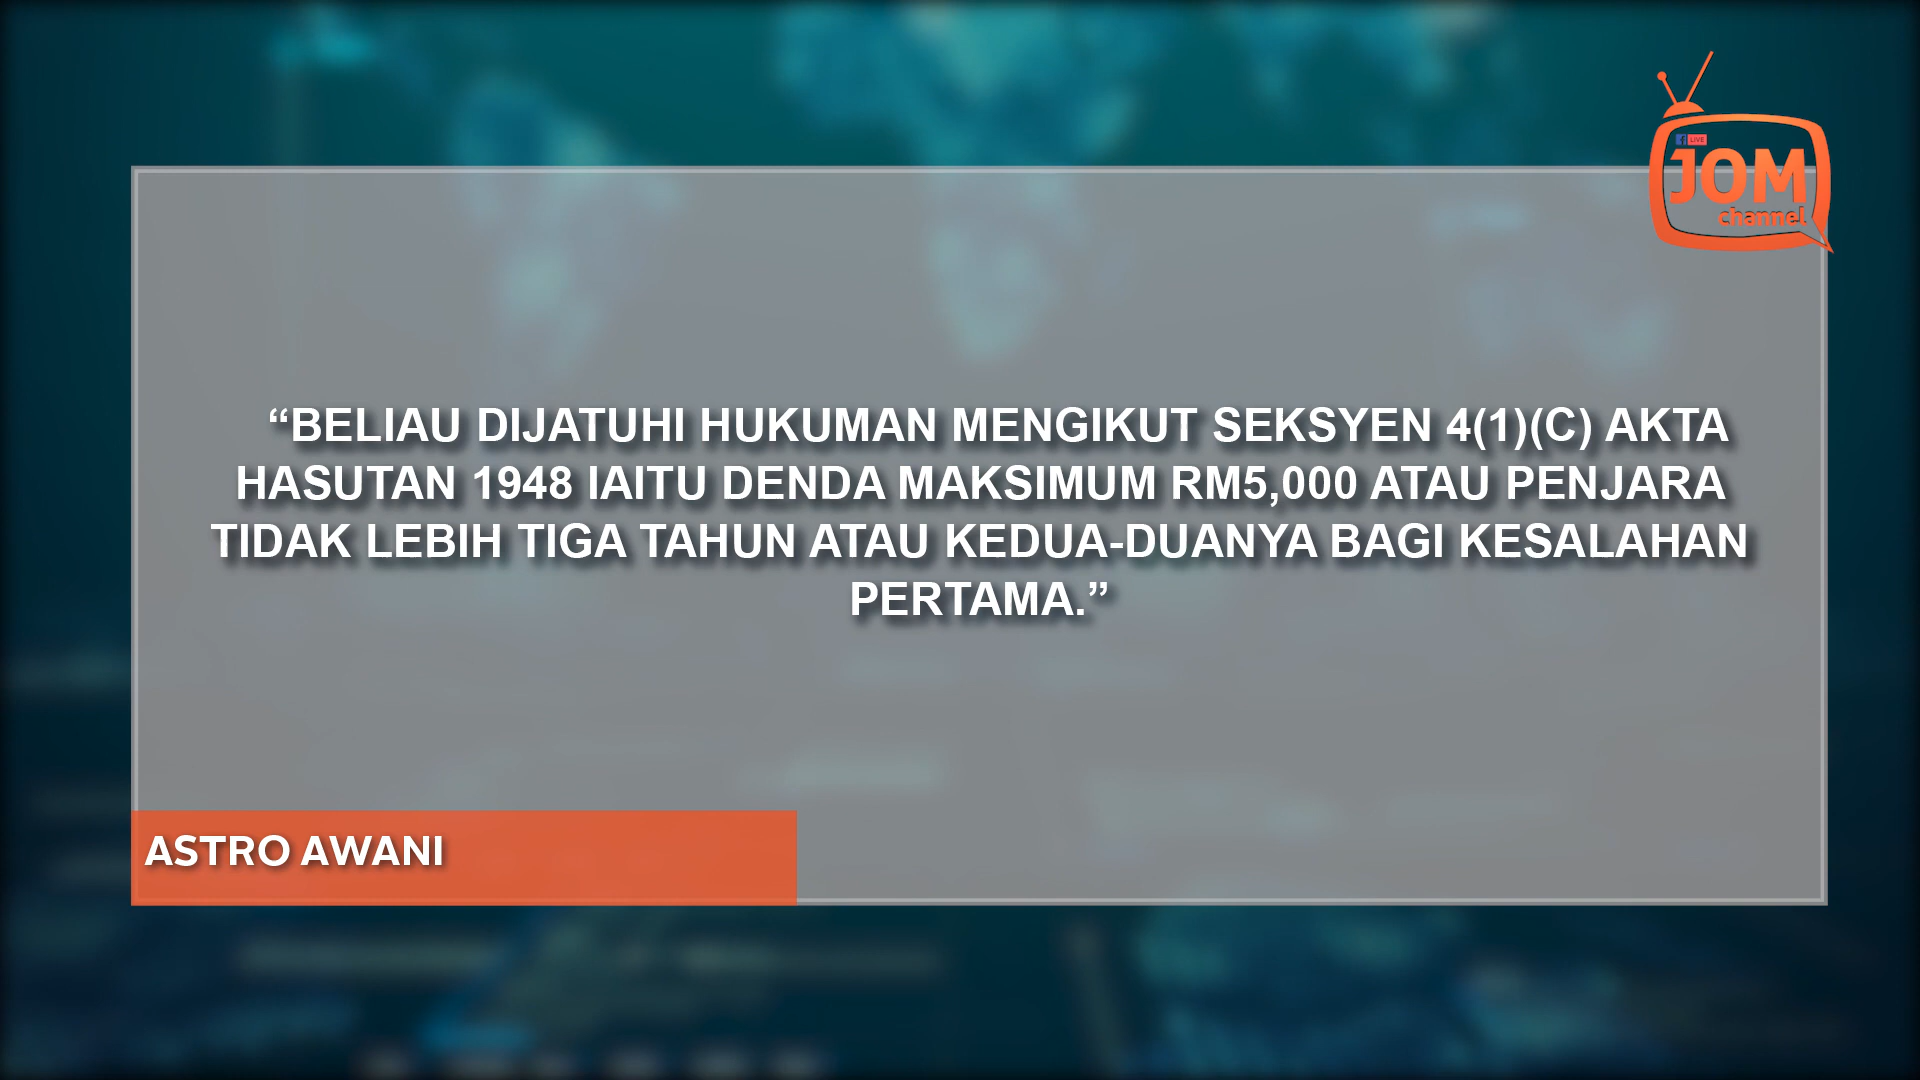 LIVE
JOM
channel
“BELIAU DIJATUHI HUKUMAN MENGIKUT SEKSYEN 4(1)(C) AKTA
HASUTAN 1948 IAITU DENDA MAKSIMUM RM5,000 ATAU PENJARA
TIDAK LEBIH TIGA TAHUN ATAU KEDUA-DUANYA BAGI KESALAHAN
PERTAMA.”
ASTRO AWANI